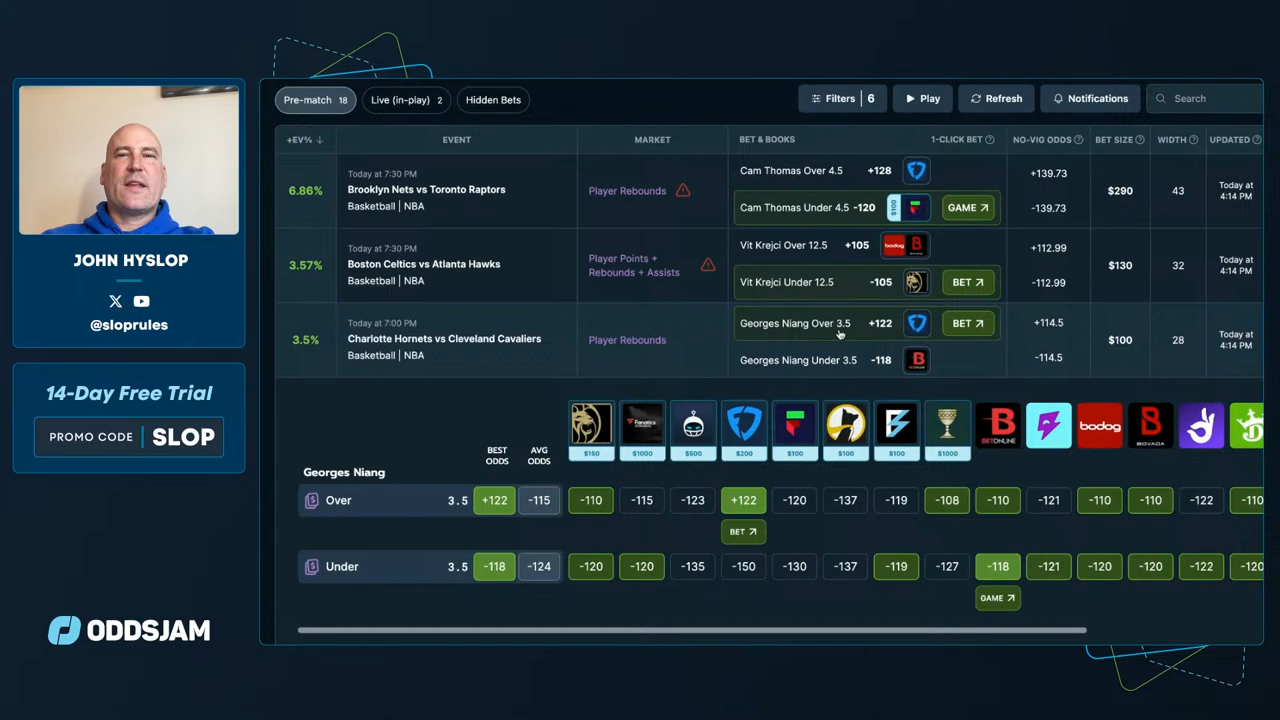 JOHN HYSLOP
@sloprules
14-Day Free Trial
PROMO CODE | SLOP
ODDSJAM
Pre-match 18
Live (in-play) 2
Hidden Bets
Filters | 6
Play
Refresh
Notifications
Search
+EV% ↓ EVENT MARKET BET & BOOKS 1-CLICK BET NO-VIG ODDS BET SIZE WIDTH UPDATED
6.86%
Today at 7:30 PM
Brooklyn Nets vs Toronto Raptors
Basketball | NBA
Player Rebounds
Cam Thomas Over 4.5 +128
Cam Thomas Under 4.5 -120 $100 GAME
+139.73
-139.73
$290
43
Today at
4:14 PM
3.57%
Today at 7:30 PM
Boston Celtics vs Atlanta Hawks
Basketball | NBA
Player Points +
Rebounds + Assists
Vit Krejci Over 12.5 +105 bodog B
Vit Krejci Under 12.5 -105 BET
+112.99
-112.99
$130
32
Today at
4:14 PM
3.5%
Today at 7:00 PM
Charlotte Hornets vs Cleveland Cavaliers
Basketball | NBA
Player Rebounds
Georges Niang Over 3.5 +122 BET
Georges Niang Under 3.5 -118
+114.5
-114.5
$100
28
Today at
4:14 PM
BEST
ODDS
AVG
ODDS
Fanatics
BETONLINE
bodog
BOVADA
$150 $1000 $500 $200 $100 $100 $100 $1000
Georges Niang
Over 3.5 +122 -115 -110 -115 -123 +122 -120 -137 -119 -108 -110 -121 -110 -110 -122 -110
BET
Under 3.5 -118 -124 -120 -120 -135 -150 -130 -137 -119 -127 -118 -121 -120 -120 -122 -120
GAME